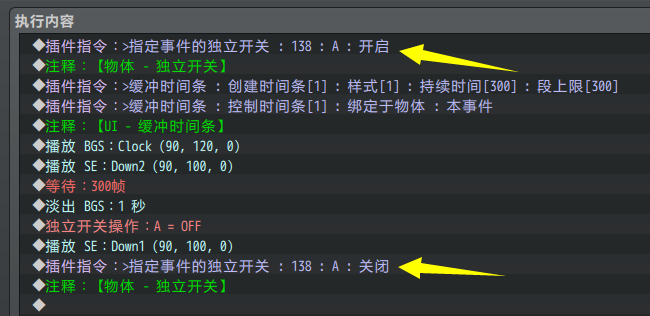 执行内容
◆插件指令：>指定事件的独立开关 : 138 : A : 开启
◆注释：【物体 - 独立开关】
◆插件指令：>缓冲时间条 : 创建时间条[1] : 样式[1] : 持续时间[300] : 段上限[300]
◆插件指令：>缓冲时间条 : 控制时间条[1] : 绑定于物体 : 本事件
◆注释：【UI - 缓冲时间条】
◆播放 BGS：Clock (90, 120, 0)
◆播放 SE：Down2 (90, 100, 0)
◆等待：300帧
◆淡出 BGS：1 秒
◆独立开关操作：A = OFF
◆播放 SE：Down1 (90, 100, 0)
◆插件指令：>指定事件的独立开关 : 138 : A : 关闭
◆注释：【物体 - 独立开关】
◆